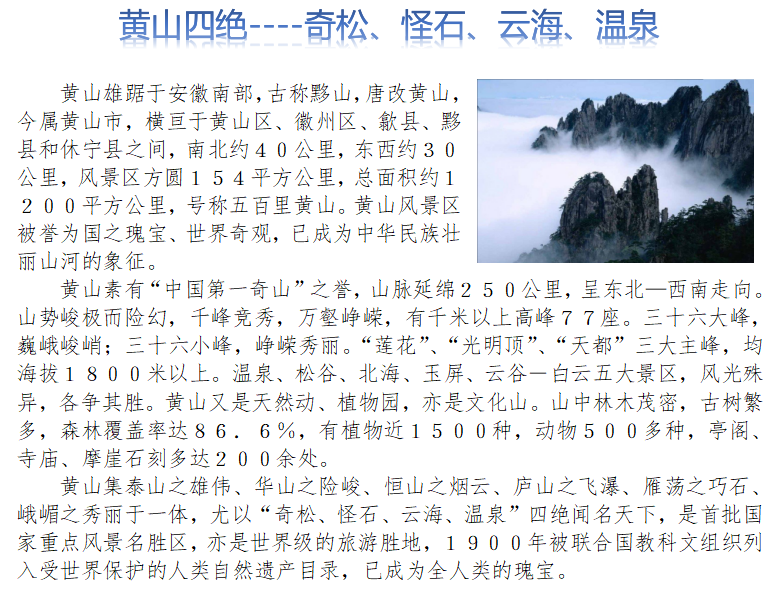 黄山四绝----奇松、怪石、云海、温泉
黄山雄踞于安徽南部，古称黟山，唐改黄山，
今属黄山市，横亘于黄山区、徽州区、歙县、黟
县和休宁县之间，南北约４０公里，东西约３０
公里，风景区方圆１５４平方公里，总面积约１
２００平方公里，号称五百里黄山。黄山风景区
被誉为国之瑰宝、世界奇观，已成为中华民族壮
丽山河的象征。
黄山素有“中国第一奇山”之誉，山脉延绵２５０公里，呈东北—西南走向。
山势峻极而险幻，千峰竞秀，万壑峥嵘，有千米以上高峰７７座。三十六大峰，
巍峨峻峭；三十六小峰，峥嵘秀丽。“莲花”、“光明顶”、“天都”三大主峰，均
海拔１８００米以上。温泉、松谷、北海、玉屏、云谷－白云五大景区，风光殊
异，各争其胜。黄山又是天然动、植物园，亦是文化山。山中林木茂密，古树繁
多，森林覆盖率达８６．６％，有植物近１５００种，动物５００多种，亭阁、
寺庙、摩崖石刻多达２００余处。
黄山集泰山之雄伟、华山之险峻、恒山之烟云、庐山之飞瀑、雁荡之巧石、
峨嵋之秀丽于一体，尤以“奇松、怪石、云海、温泉”四绝闻名天下，是首批国
家重点风景名胜区，亦是世界级的旅游胜地，１９００年被联合国教科文组织列
入受世界保护的人类自然遗产目录，已成为全人类的瑰宝。